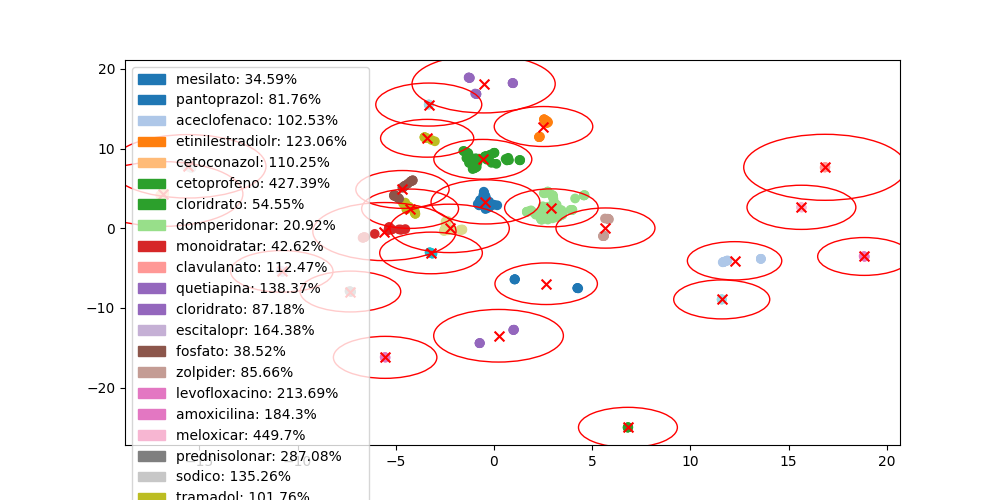 20
10
0
−10
−20
mesilato: 34.59%
pantoprazol: 81.76%
aceclofenaco: 102.53%
etinilestradiolr: 123.06%
cetoconazol: 110.25%
cetoprofeno: 427.39%
cloridrato: 54.55%
domperidonar: 20.92%
monoidratar: 42.62%
clavulanato: 112.47%
quetiapina: 138.37%
cloridrato: 87.18%
escitalopr: 164.38%
fosfato: 38.52%
zolpider: 85.66%
levofloxacino: 213.69%
amoxicilina: 184.3%
meloxicar: 449.7%
prednisolonar: 287.08%
sodico: 135.26%
tramadol: 101.76%
−15 −10 −5 0 5 10 15 20